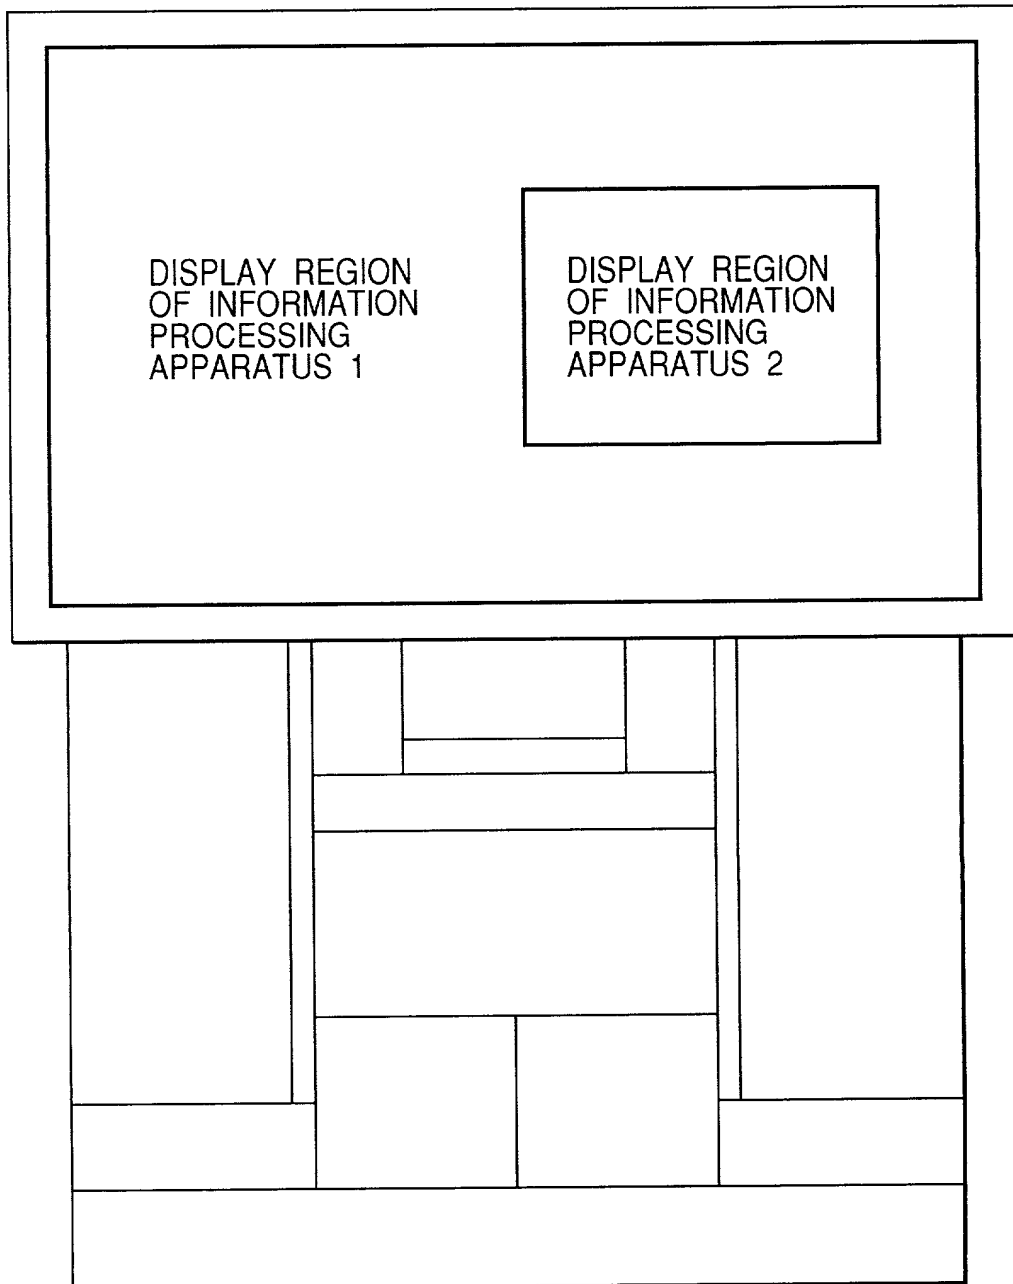 DISPLAY REGION
OF INFORMATION
PROCESSING
APPARATUS 1
DISPLAY REGION
OF INFORMATION
PROCESSING
APPARATUS 2